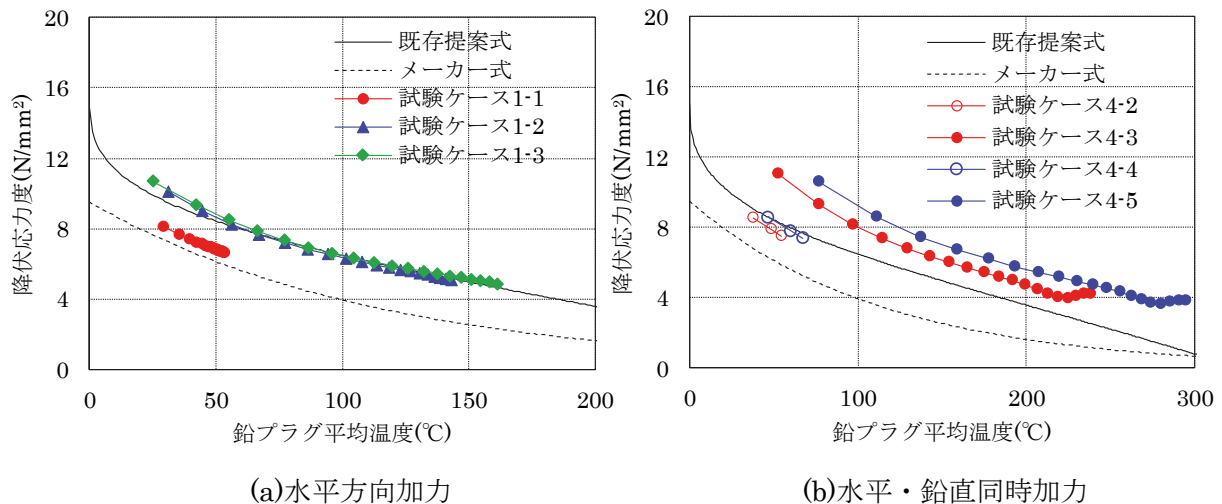 20
16
12
8
4
0
降伏応力度(N/mm²)
既存提案式
メーカー式
試験ケース1-1
試験ケース1-2
試験ケース1-3
0 50 100 150 200
鉛プラグ平均温度(℃)
(a)水平方向加力
20
16
12
8
4
0
降伏応力度(N/mm²)
既存提案式
メーカー式
試験ケース4-2
試験ケース4-3
試験ケース4-4
試験ケース4-5
0 100 200 300
鉛プラグ平均温度(℃)
(b)水平・鉛直同時加力